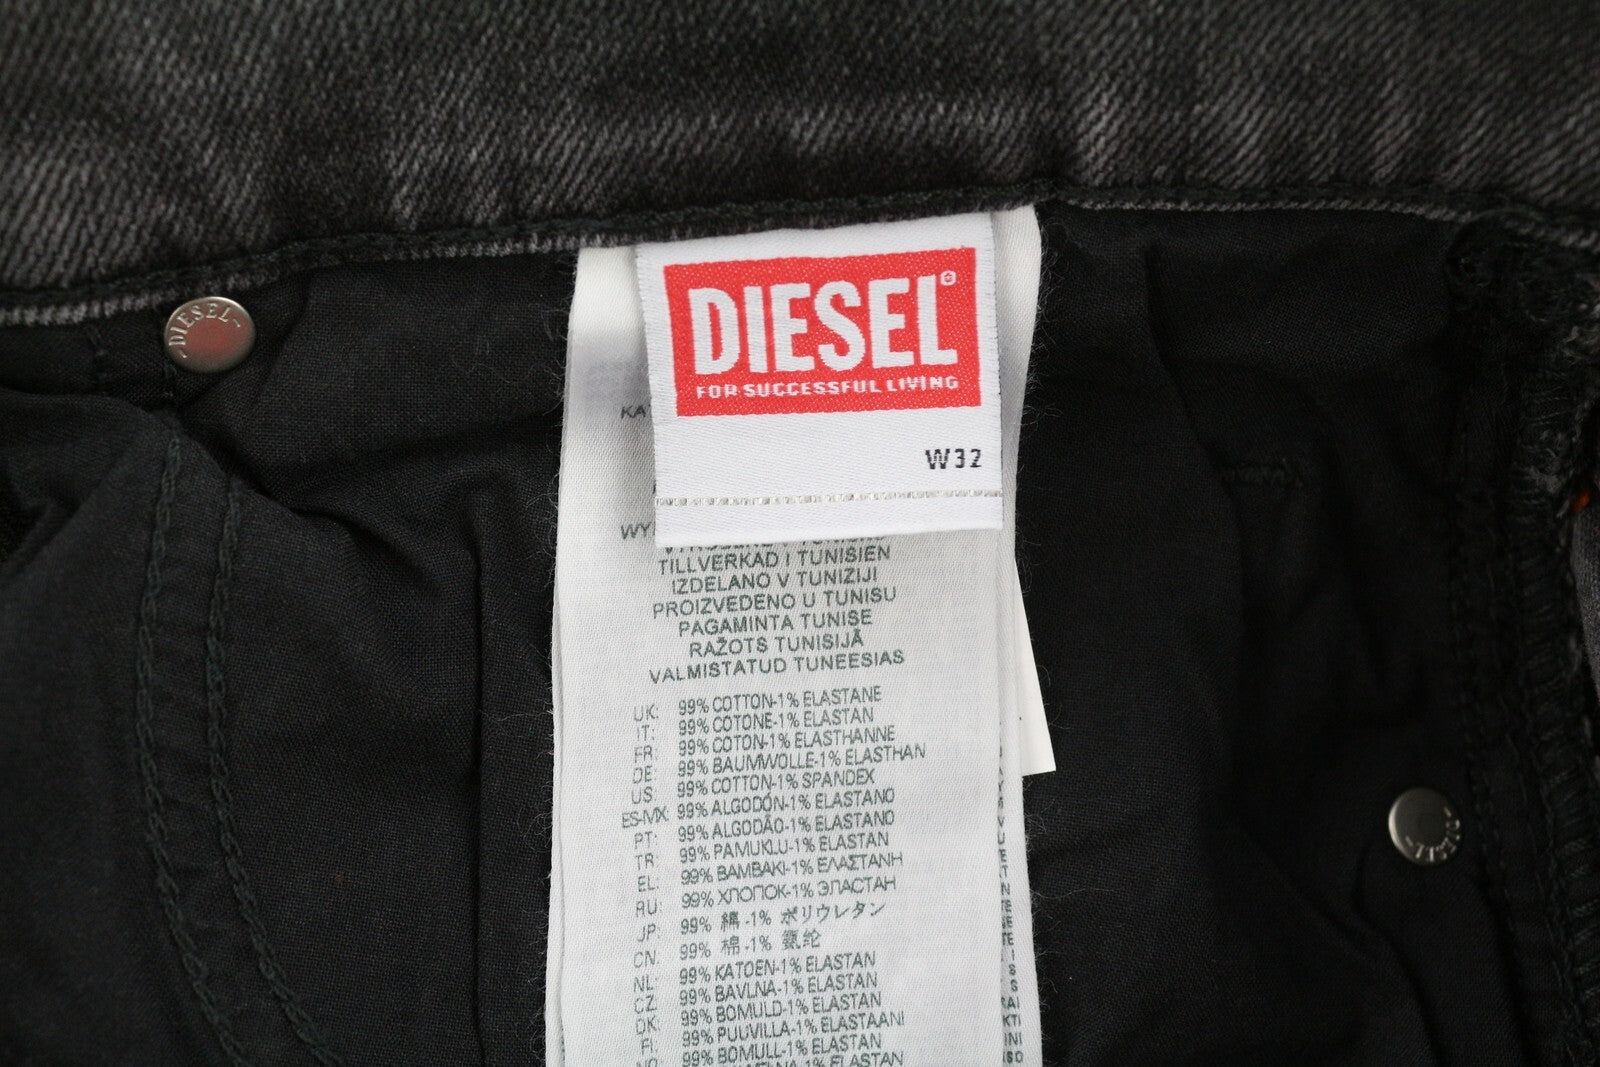 DIESEL
DIESEL®
FOR SUCCESSFUL LIVING
W32
TILLVERKAD I TUNISIEN
IZDELANO V TUNIZIJI
PROIZVEDENO U TUNISU
PAGAMINTA TUNISE
RAŽOTS TUNISIJĀ
VALMISTATUD TUNEESIAS
UK: 99% COTTON-1% ELASTANE
IT: 99% COTONE-1% ELASTAN
FR: 99% COTON-1% ELASTHANNE
DE: 99% BAUMWOLLE-1% ELASTHAN
US: 99% COTTON-1% SPANDEX
ES-MX: 99% ALGODÓN-1% ELASTANO
PT: 99% ALGODÃO-1% ELASTANO
TR: 99% PAMUKLU-1% ELASTAN
EL: 99% ΒΑΜΒΑΚΙ-1% ΕΛΑΣΤΑΝΗ
RU: 99% ХЛОПОК-1% ЭЛАСТАН
JP: 99% 綿 -1% ポリウレタン
CN: 99% 棉 -1% 氨纶
NL: 99% KATOEN-1% ELASTAN
CZ: 99% BAVLNA-1% ELASTAN
DK: 99% BOMULD-1% ELASTAN
FI: 99% PUUVILLA-1% ELASTAANI
NO: 99% BOMULL-1% ELASTAN
DIESEL